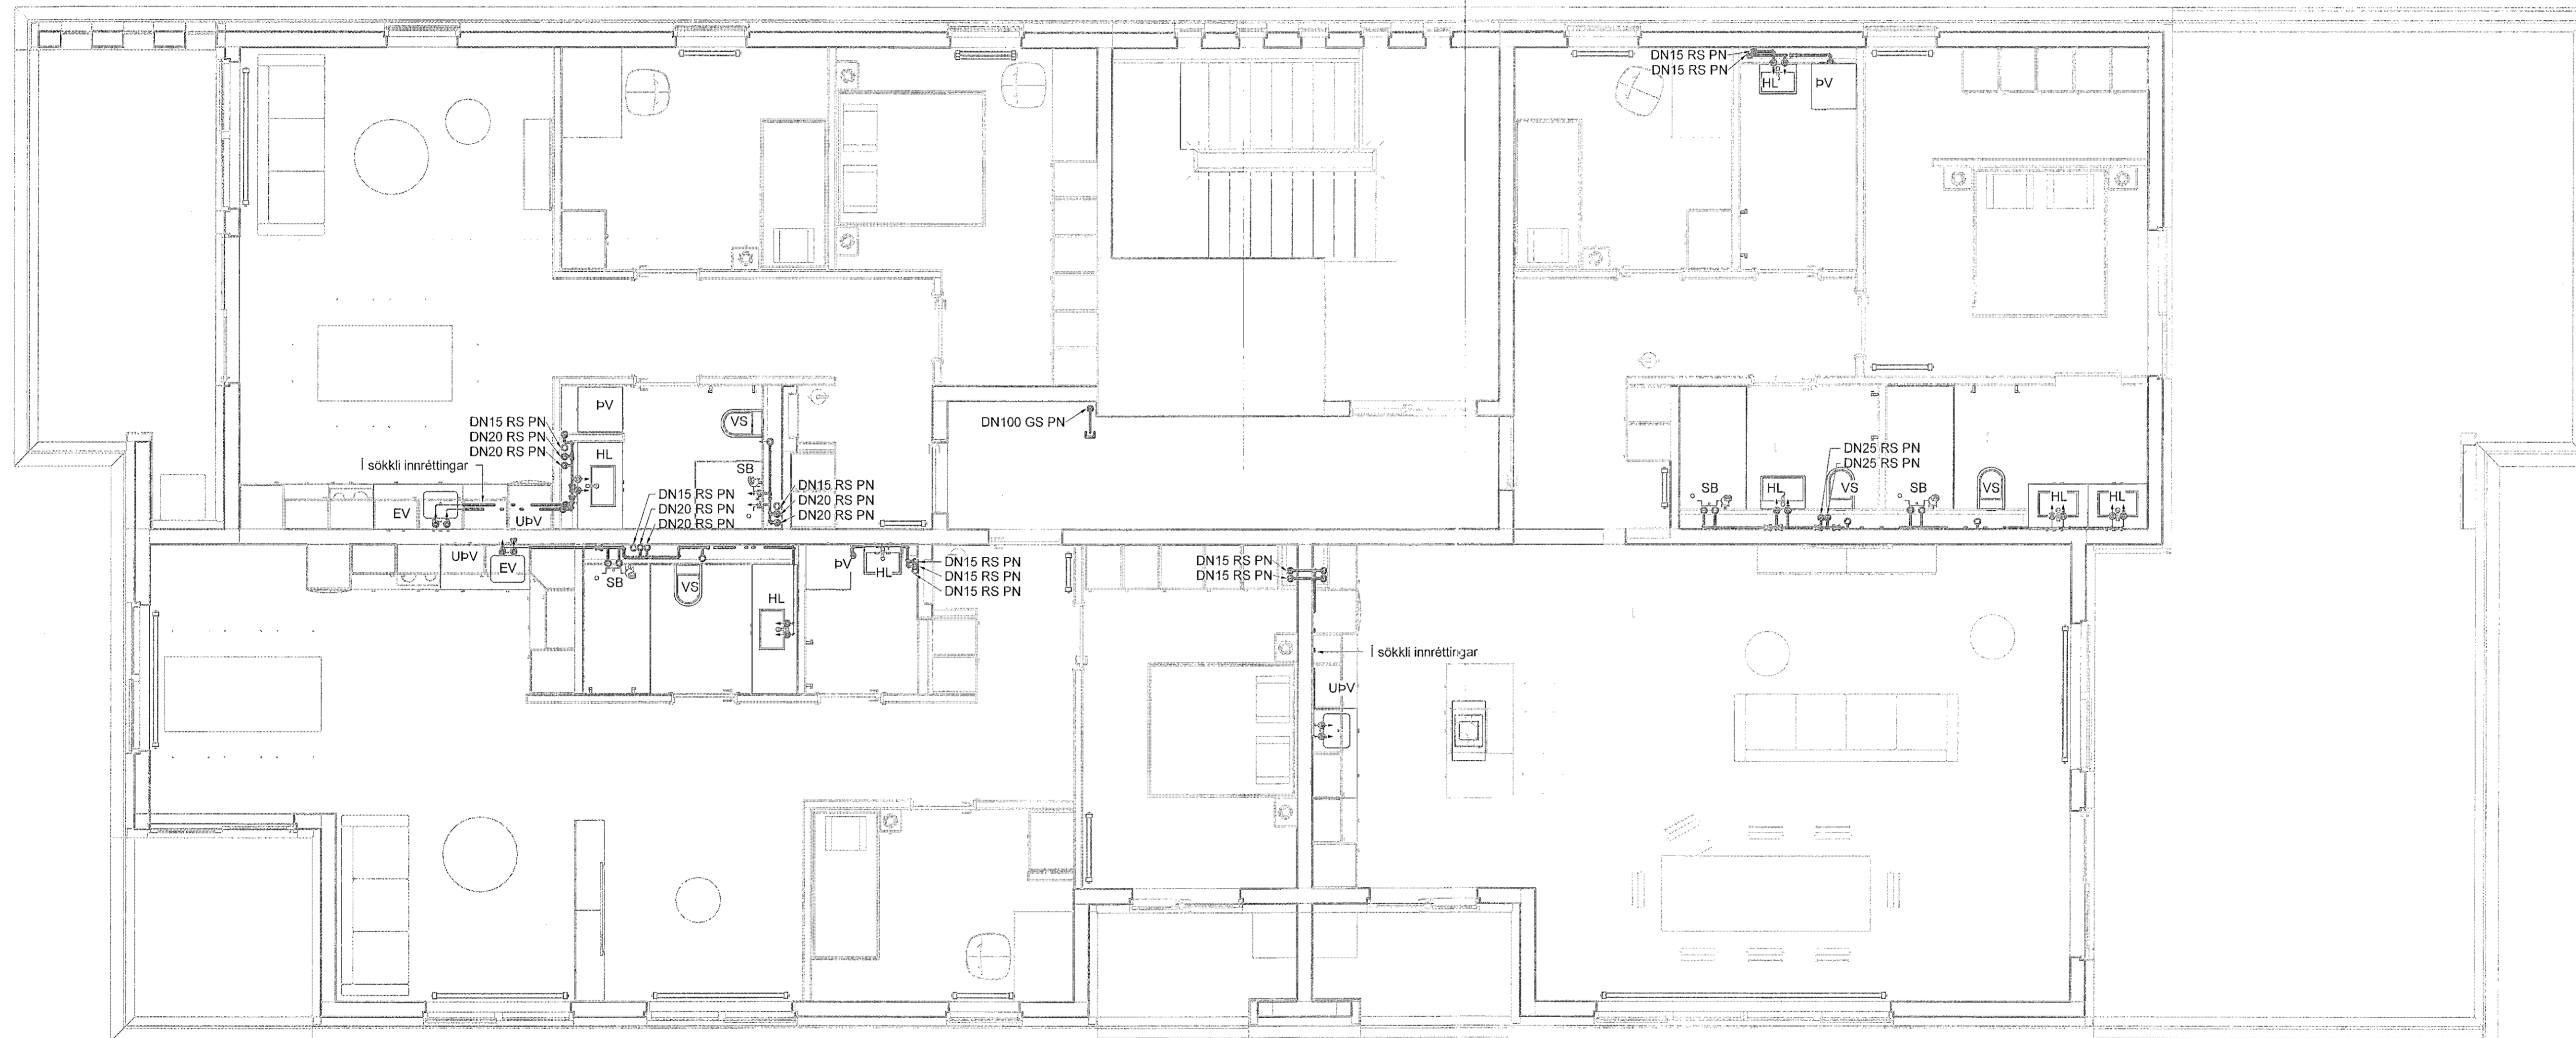 DN15 RS PN
DN15 RS PN
HL
ÞV
ÞV
DN15 RS PN
DN20 RS PN
DN20 RS PN
Í sökkli innréttingar
HL
VS
SB
EV
UÞV
DN15 RS PN
DN20 RS PN
DN20 RS PN
DN15 RS PN
DN20 RS PN
DN20 RS PN
DN100 GS PN
DN25 RS PN
DN25 RS PN
SB
HL
VS
SB
VS
HL
HL
UÞV
EV
SB
VS
HL
ÞV
HL
DN15 RS PN
DN15 RS PN
DN15 RS PN
DN15 RS PN
DN15 RS PN
Í sökkli innréttingar
UÞV